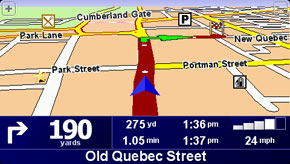 Cumberland Gate
P
Park Lane
New Quebec
Park Street
Portman Street
190
yards
275 yd
1:36 pm
1.05 min
1:37 pm
24 mph
Old Quebec Street